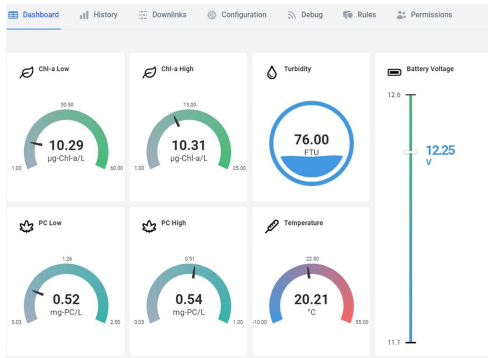 Dashboard
History
Downlinks
Configuration
Debug
Rules
Permissions
Chl-a Low
30.50
10.29
µg-Chl-a/L
1.00
60.00
Chl-a High
13.00
10.31
µg-Chl-a/L
1.00
25.00
Turbidity
76.00
FTU
Battery Voltage
12.6
12.25
V
11.1
PC Low
1.26
0.52
mg-PC/L
0.03
2.50
PC High
0.51
0.54
mg-PC/L
0.03
1.00
Temperature
22.50
20.21
°C
-10.00
55.00